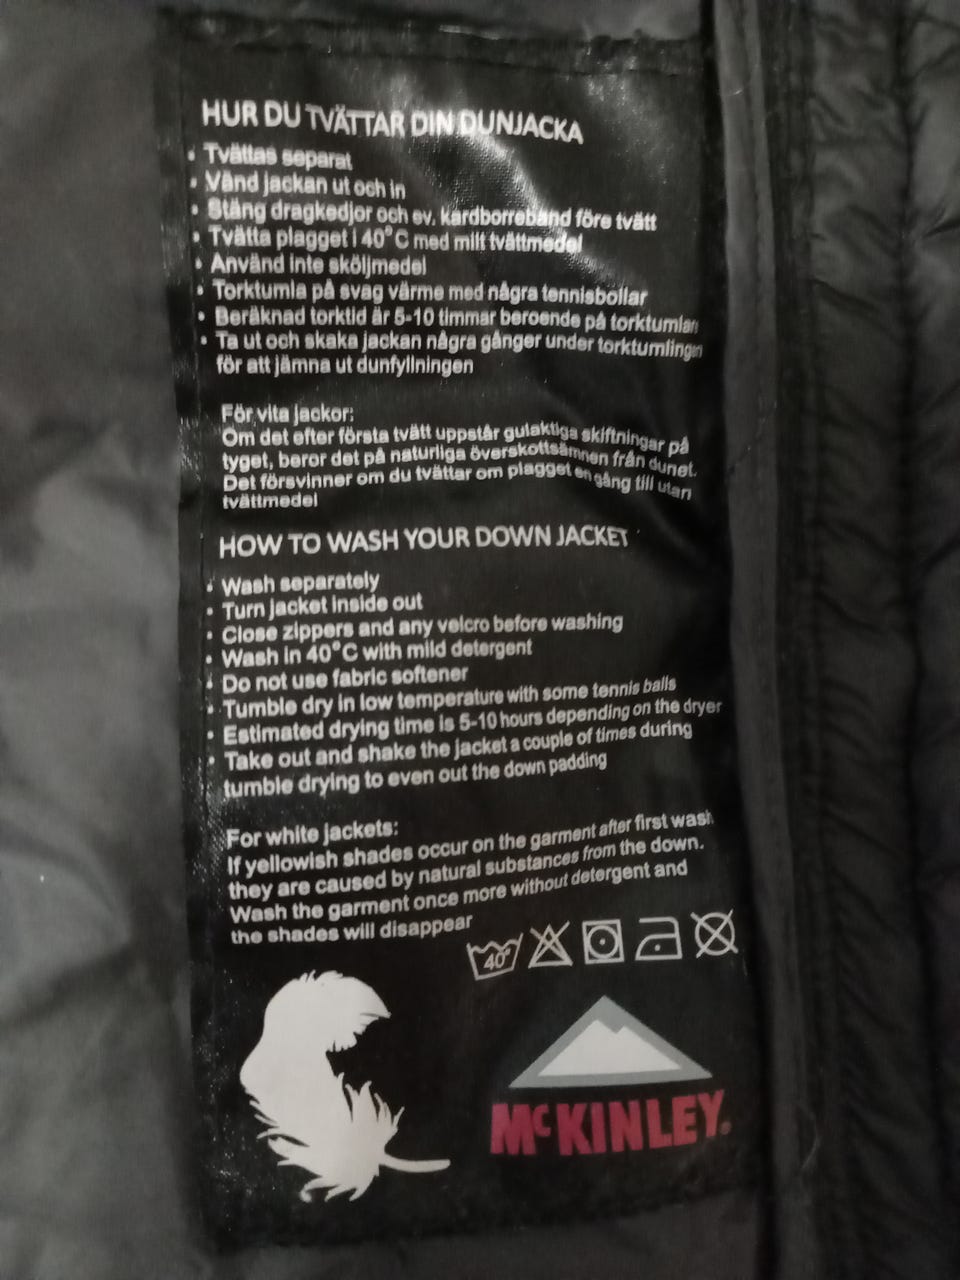 HUR DU TVÄTTAR DIN DUNJACKA
• Tvättas separat
• Vänd jackan ut och in
• Stäng dragkedjor och ev. kardborreband före tvätt
• Tvätta plagget i 40°C med milt tvättmedel
• Använd inte sköljmedel
• Torktumla på svag värme med några tennisbollar
• Beräknad torktid är 5-10 timmar beroende på torktumlare
• Ta ut och skaka jackan några gånger under torktumlingen
för att jämna ut dunfyllningen
För vita jackor:
Om det efter första tvätt uppstår gulaktiga skiftningar på
tyget, beror det på naturliga överskottsämnen från dunet.
Det försvinner om du tvättar om plagget en gång till utan
tvättmedel
HOW TO WASH YOUR DOWN JACKET
• Wash separately
• Turn jacket inside out
• Close zippers and any velcro before washing
• Wash in 40°C with mild detergent
• Do not use fabric softener
• Tumble dry in low temperature with some tennis balls
• Estimated drying time is 5-10 hours depending on the dryer
• Take out and shake the jacket a couple of times during
tumble drying to even out the down padding
For white jackets:
If yellowish shades occur on the garment after first wash
they are caused by natural substances from the down.
Wash the garment once more without detergent and
the shades will disappear
40°
McKINLEY.